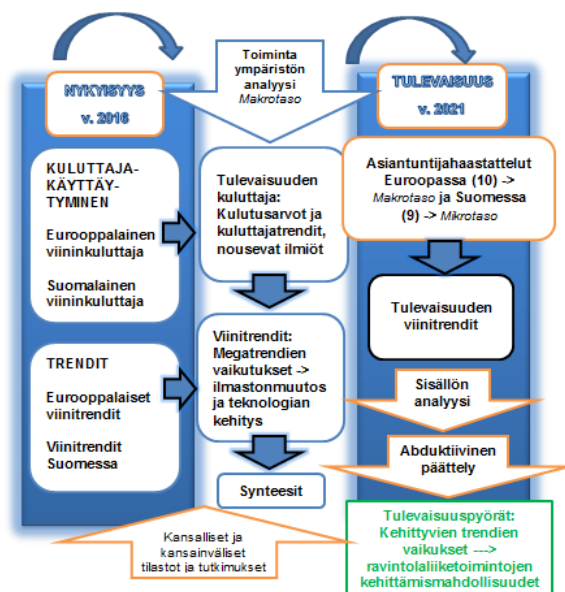 Toiminta
ympäristön
analyysi
Makrotaso
NYKYISYYS
v. 2016
TULEVAISUUS
v. 2021
KULUTTAJA-
KÄYTTÄY-
TYMINEN
Eurooppalainen
viininkuluttaja
Suomalainen
viininkuluttaja
TRENDIT
Eurooppalaiset
viinitrendit
Viinitrendit
Suomessa
Tulevaisuuden
kuluttaja:
Kulutusarvot ja
kuluttajatrendit,
nousevat ilmiöt
Viinitrendit:
Megatrendien
vaikutukset ->
ilmastonmuutos
ja teknologian
kehitys
Synteesit
Kansalliset ja
kansainväliset
tilastot ja tutkimukset
Asiantuntijahaastattelut
Euroopassa (10) ->
Makrotaso ja Suomessa
(9) -> Mikrotaso
Tulevaisuuden
viinitrendit
Sisällön
analyysi
Abduktiivinen
päättely
Tulevaisuuspyörät:
Kehittyvien trendien
vaikukset --->
ravintolaliiketoimintojen
kehittämismahdollisuudet